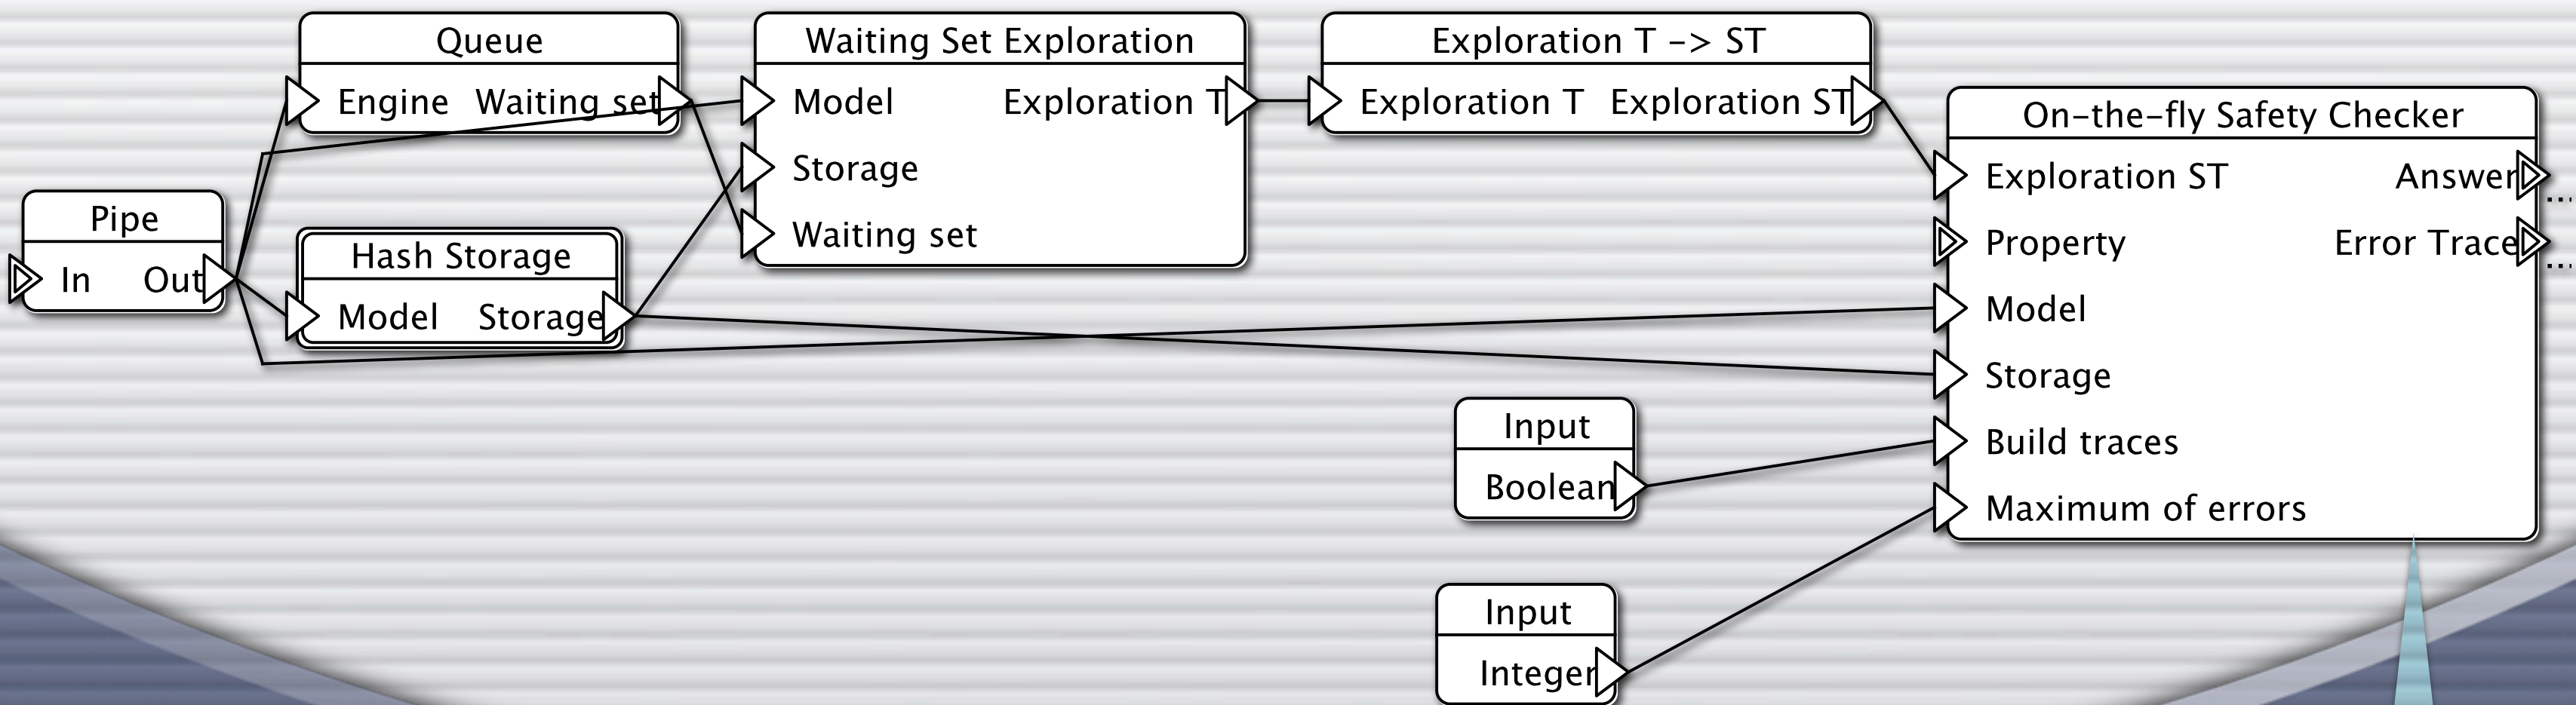 Queue
Engine Waiting set
Waiting Set Exploration
Model Exploration T
Storage
Waiting set
Exploration T -> ST
Exploration T Exploration ST
On-the-fly Safety Checker
Exploration ST Answer
Property Error Trace
Model
Storage
Build traces
Maximum of errors
Pipe
In Out
Hash Storage
Model Storage
Input
Boolean
Input
Integer